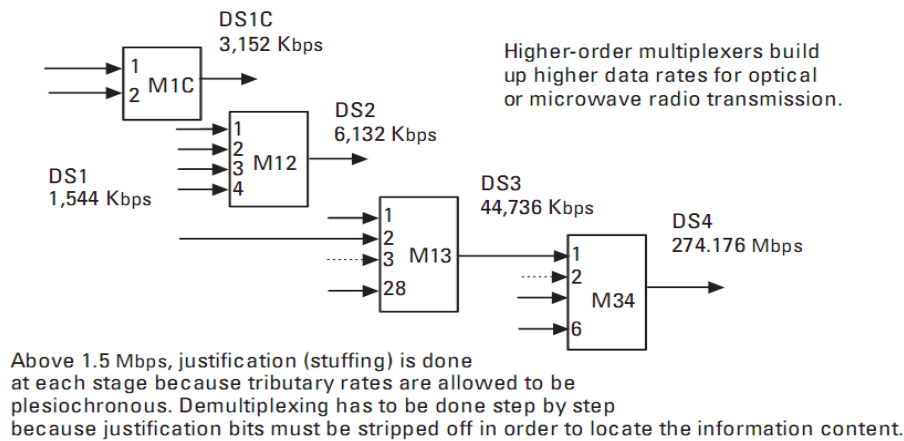 DS1C
3,152 Kbps
1
2
M1C
Higher-order multiplexers build
up higher data rates for optical
or microwave radio transmission.
DS2
6,132 Kbps
1
2
3
4
M12
DS1
1,544 Kbps
DS3
44,736 Kbps
1
2
3
28
M13
DS4
274.176 Mbps
1
2
6
M34
Above 1.5 Mbps, justification (stuffing) is done
at each stage because tributary rates are allowed to be
plesiochronous. Demultiplexing has to be done step by step
because justification bits must be stripped off in order to locate the information content.